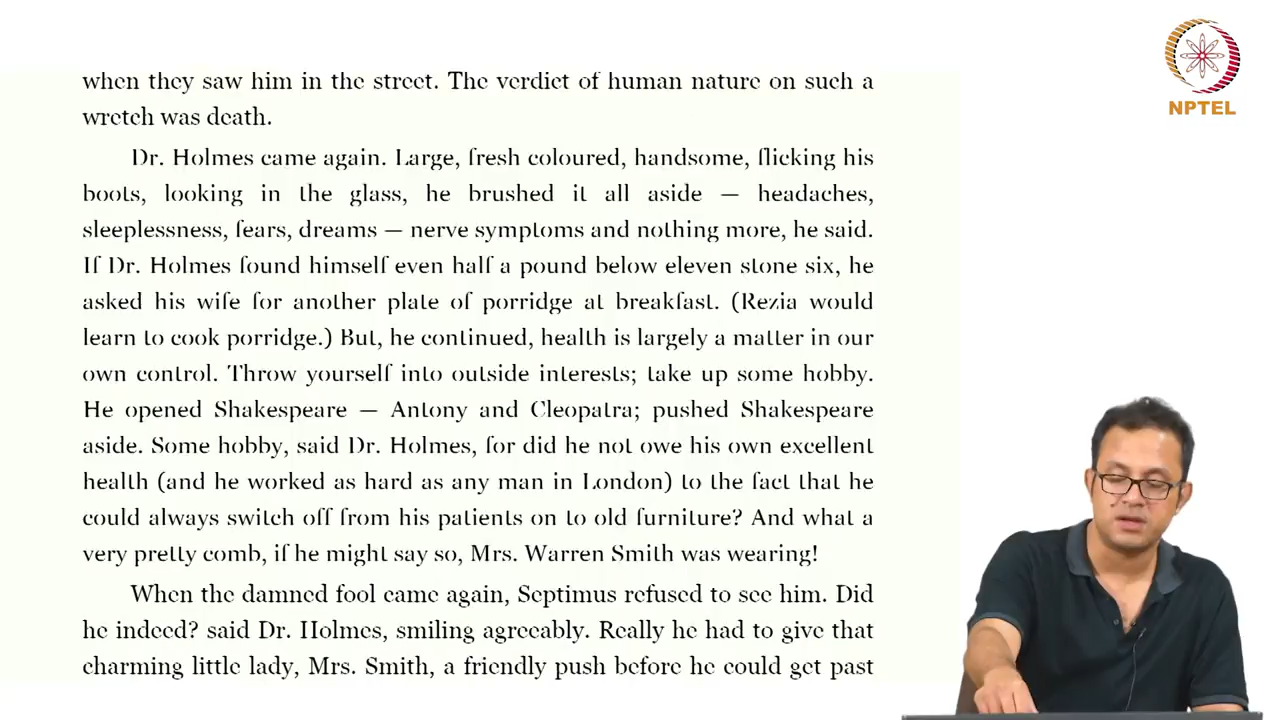 when they saw him in the street. The verdict of human nature on such a
wretch was death.
Dr. Holmes came again. Large, fresh coloured, handsome, flicking his
boots, looking in the glass, he brushed it all aside — headaches,
sleeplessness, fears, dreams — nerve symptoms and nothing more, he said.
If Dr. Holmes found himself even half a pound below eleven stone six, he
asked his wife for another plate of porridge at breakfast. (Rezia would
learn to cook porridge.) But, he continued, health is largely a matter in our
own control. Throw yourself into outside interests; take up some hobby.
He opened Shakespeare — Antony and Cleopatra; pushed Shakespeare
aside. Some hobby, said Dr. Holmes, for did he not owe his own excellent
health (and he worked as hard as any man in London) to the fact that he
could always switch off from his patients on to old furniture? And what a
very pretty comb, if he might say so, Mrs. Warren Smith was wearing!
When the damned fool came again, Septimus refused to see him. Did
he indeed? said Dr. Holmes, smiling agreeably. Really he had to give that
charming little lady, Mrs. Smith, a friendly push before he could get past
NPTEL